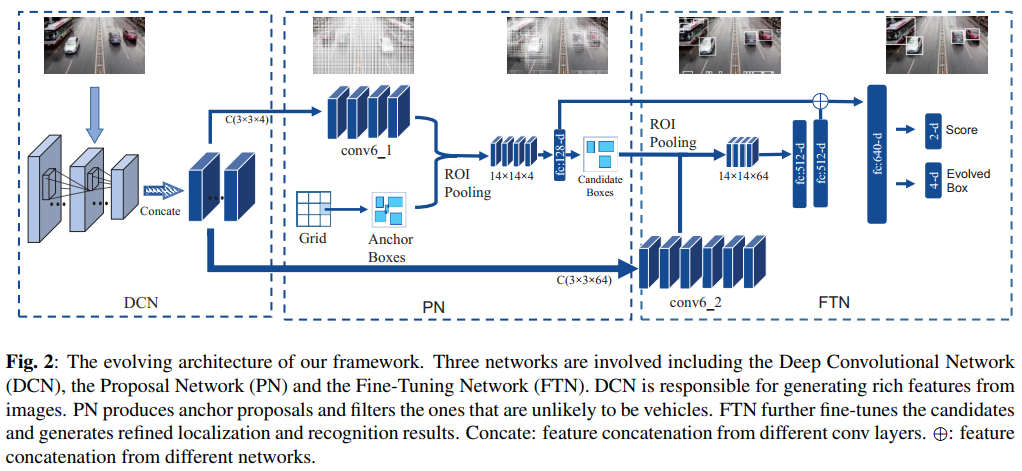 C(3×3×4)
conv6_1
ROI
Pooling
14×14×4
fc:128-d
Candidate
Boxes
ROI
Pooling
14×14×64
fc:512-d
fc:512-d
fc:640-d
2-d
Score
4-d
Evolved
Box
Concate
Grid
Anchor
Boxes
C(3×3×64)
conv6_2
DCN
PN
FTN
Fig. 2: The evolving architecture of our framework. Three networks are involved including the Deep Convolutional Network
(DCN), the Proposal Network (PN) and the Fine-Tuning Network (FTN). DCN is responsible for generating rich features from
images. PN produces anchor proposals and filters the ones that are unlikely to be vehicles. FTN further fine-tunes the candidates
and generates refined localization and recognition results. Concate: feature concatenation from different conv layers. ⊕: feature
concatenation from different networks.